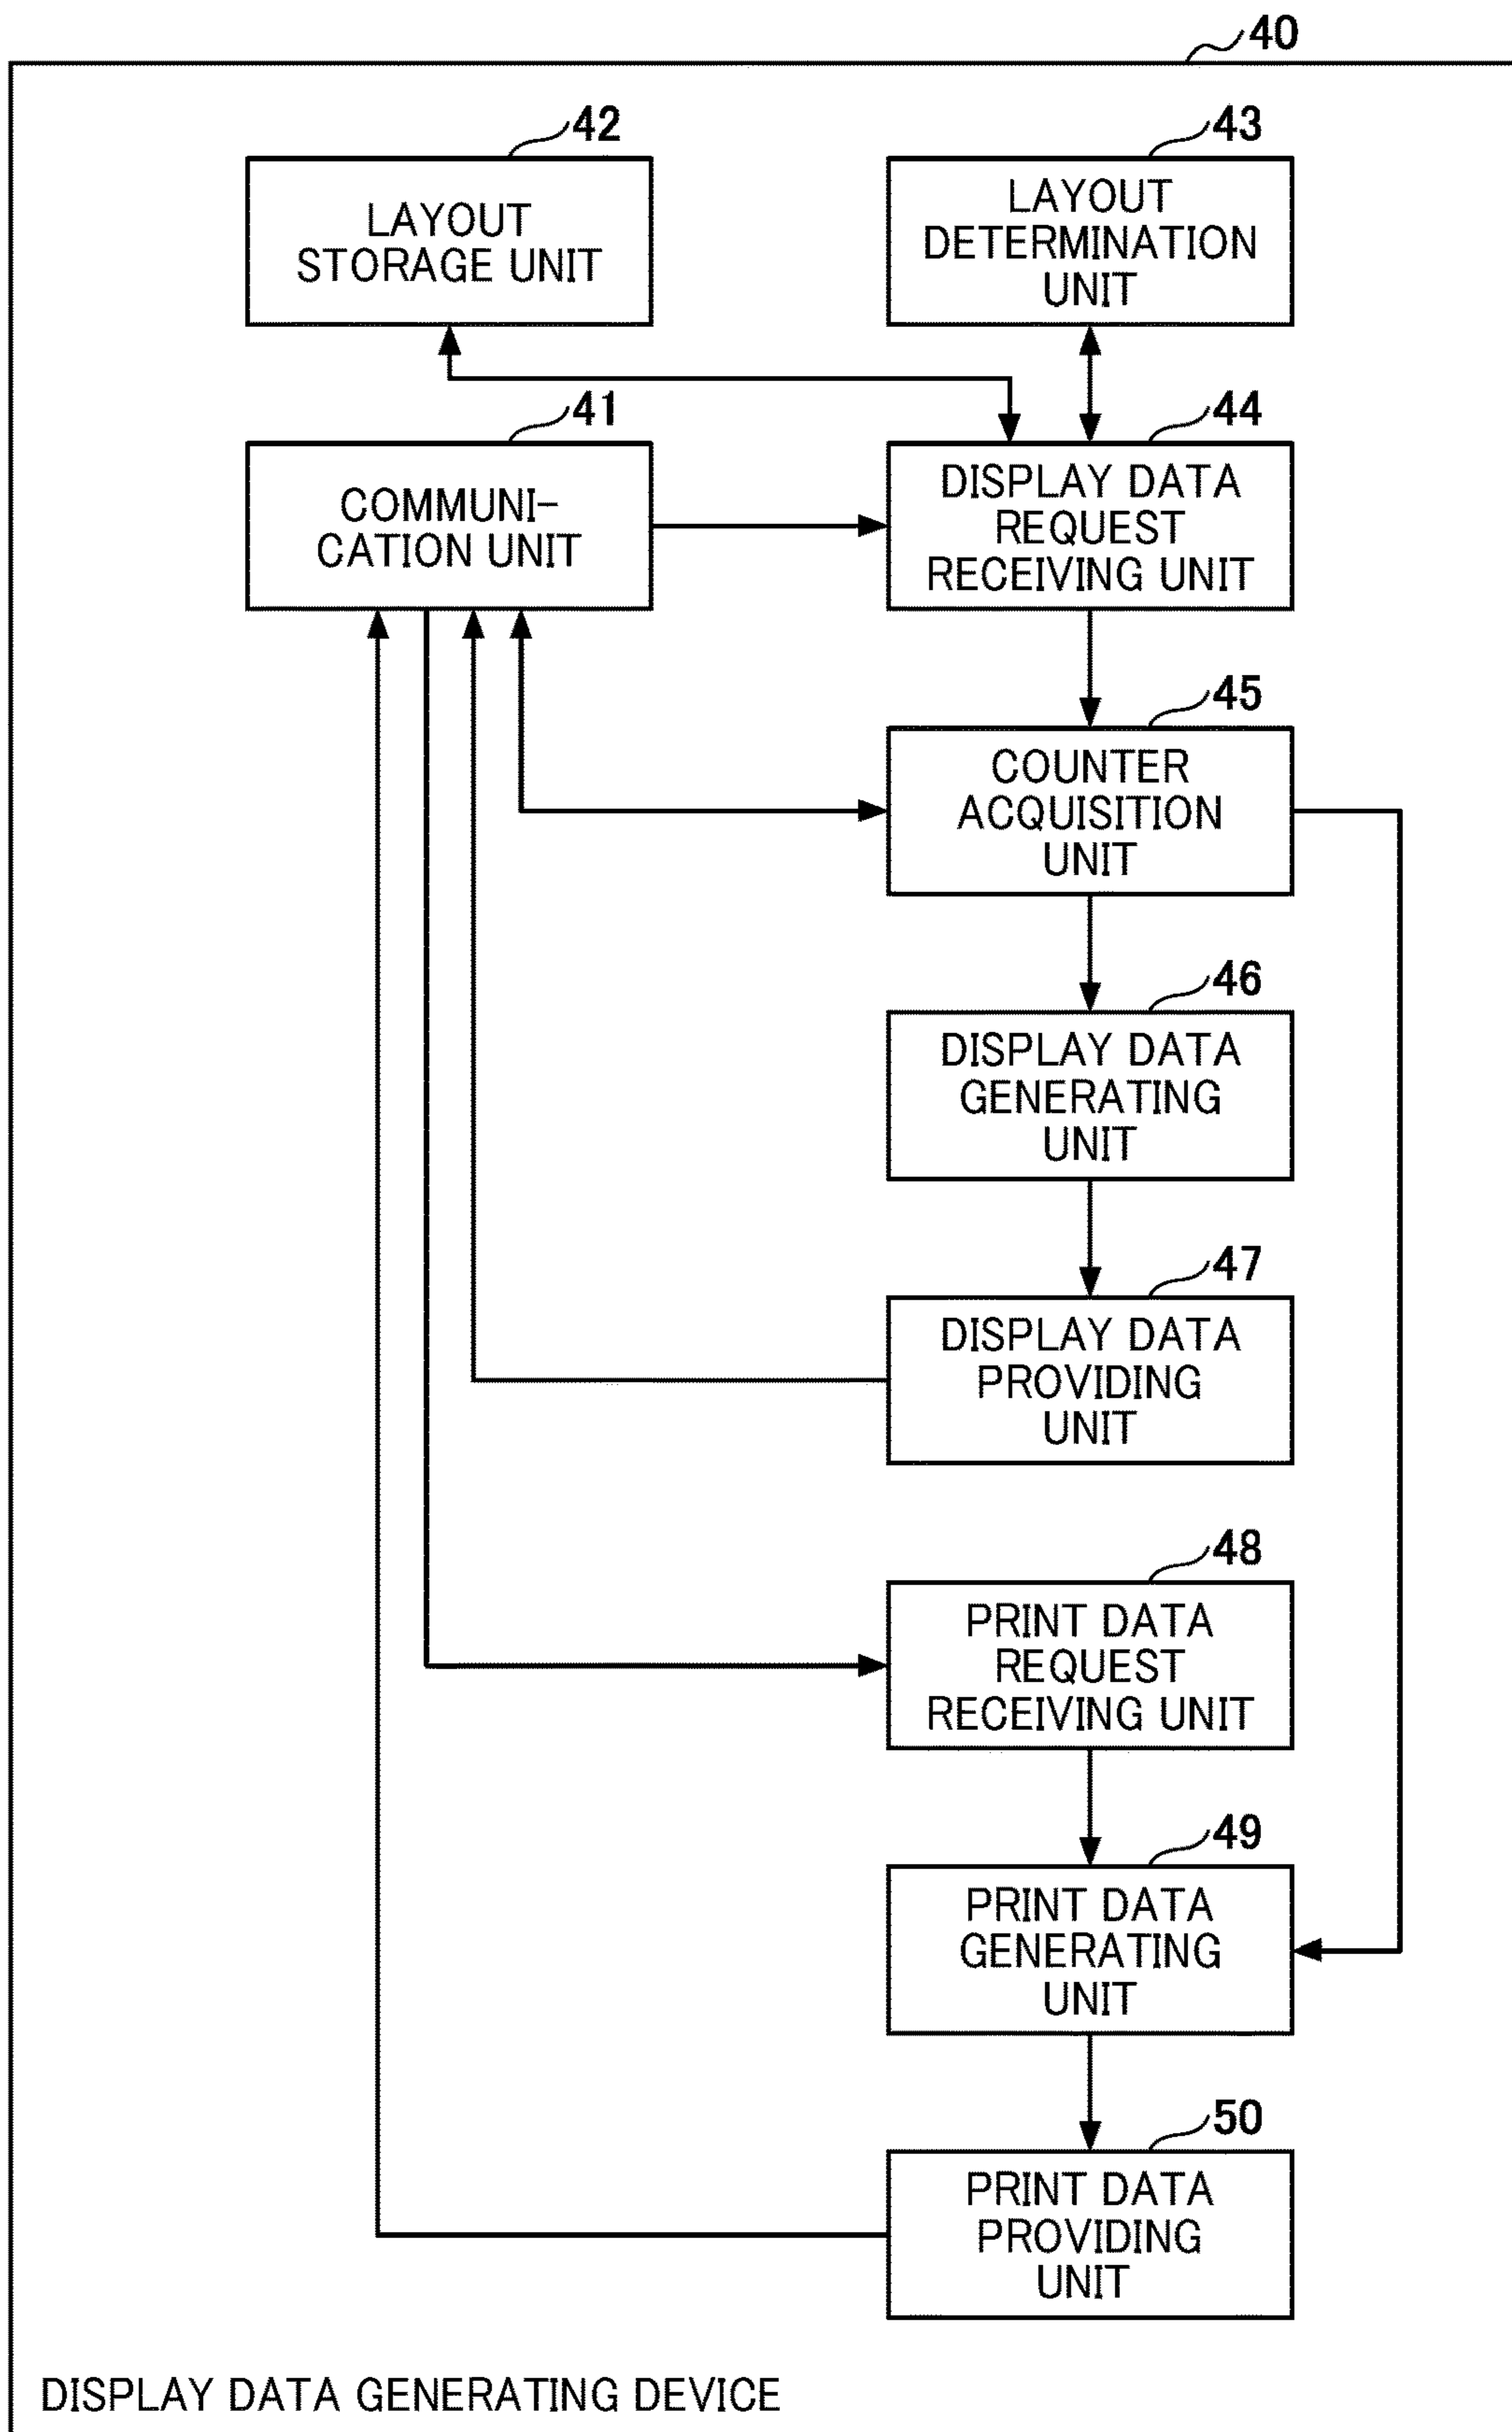 40
42
LAYOUT
STORAGE UNIT
43
LAYOUT
DETERMINATION
UNIT
41
COMMUNI-
CATION UNIT
44
DISPLAY DATA
REQUEST
RECEIVING UNIT
45
COUNTER
ACQUISITION
UNIT
46
DISPLAY DATA
GENERATING
UNIT
47
DISPLAY DATA
PROVIDING
UNIT
48
PRINT DATA
REQUEST
RECEIVING UNIT
49
PRINT DATA
GENERATING
UNIT
50
PRINT DATA
PROVIDING
UNIT
DISPLAY DATA GENERATING DEVICE